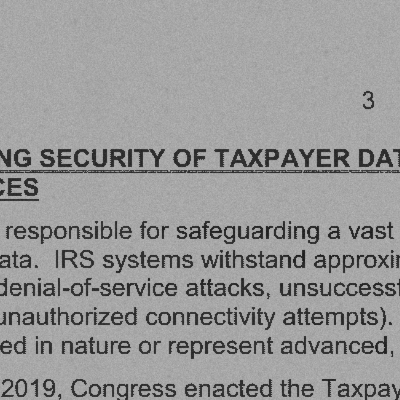 3
NG SECURITY OF TAXPAYER DAT
CES
responsible for safeguarding a vast
ata. IRS systems withstand approxi
denial-of-service attacks, unsuccessf
unauthorized connectivity attempts).
ed in nature or represent advanced,
2019, Congress enacted the Taxpay